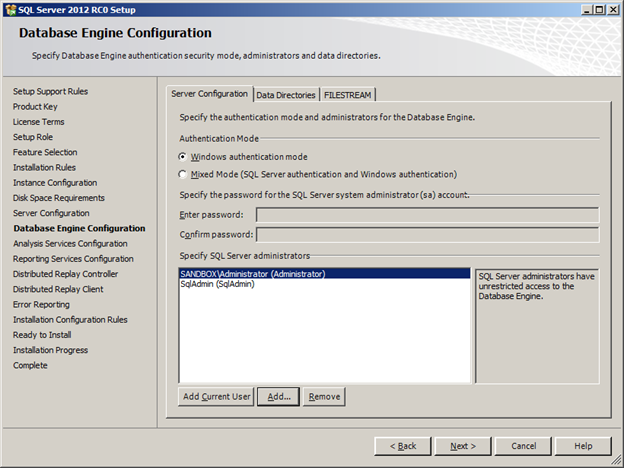 SQL Server 2012 RC0 Setup
Database Engine Configuration
Specify Database Engine authentication security mode, administrators and data directories.
Setup Support Rules
Product Key
License Terms
Setup Role
Feature Selection
Installation Rules
Instance Configuration
Disk Space Requirements
Server Configuration
Database Engine Configuration
Analysis Services Configuration
Reporting Services Configuration
Distributed Replay Controller
Distributed Replay Client
Error Reporting
Installation Configuration Rules
Ready to Install
Installation Progress
Complete
Server Configuration Data Directories FILESTREAM
Specify the authentication mode and administrators for the Database Engine.
Authentication Mode
Windows authentication mode
Mixed Mode (SQL Server authentication and Windows authentication)
Specify the password for the SQL Server system administrator (sa) account.
Enter password:
Confirm password:
Specify SQL Server administrators
SANDBOX\Administrator (Administrator)
SqlAdmin (SqlAdmin)
SQL Server administrators have
unrestricted access to the
Database Engine.
Add Current User Add... Remove
< Back Next > Cancel Help